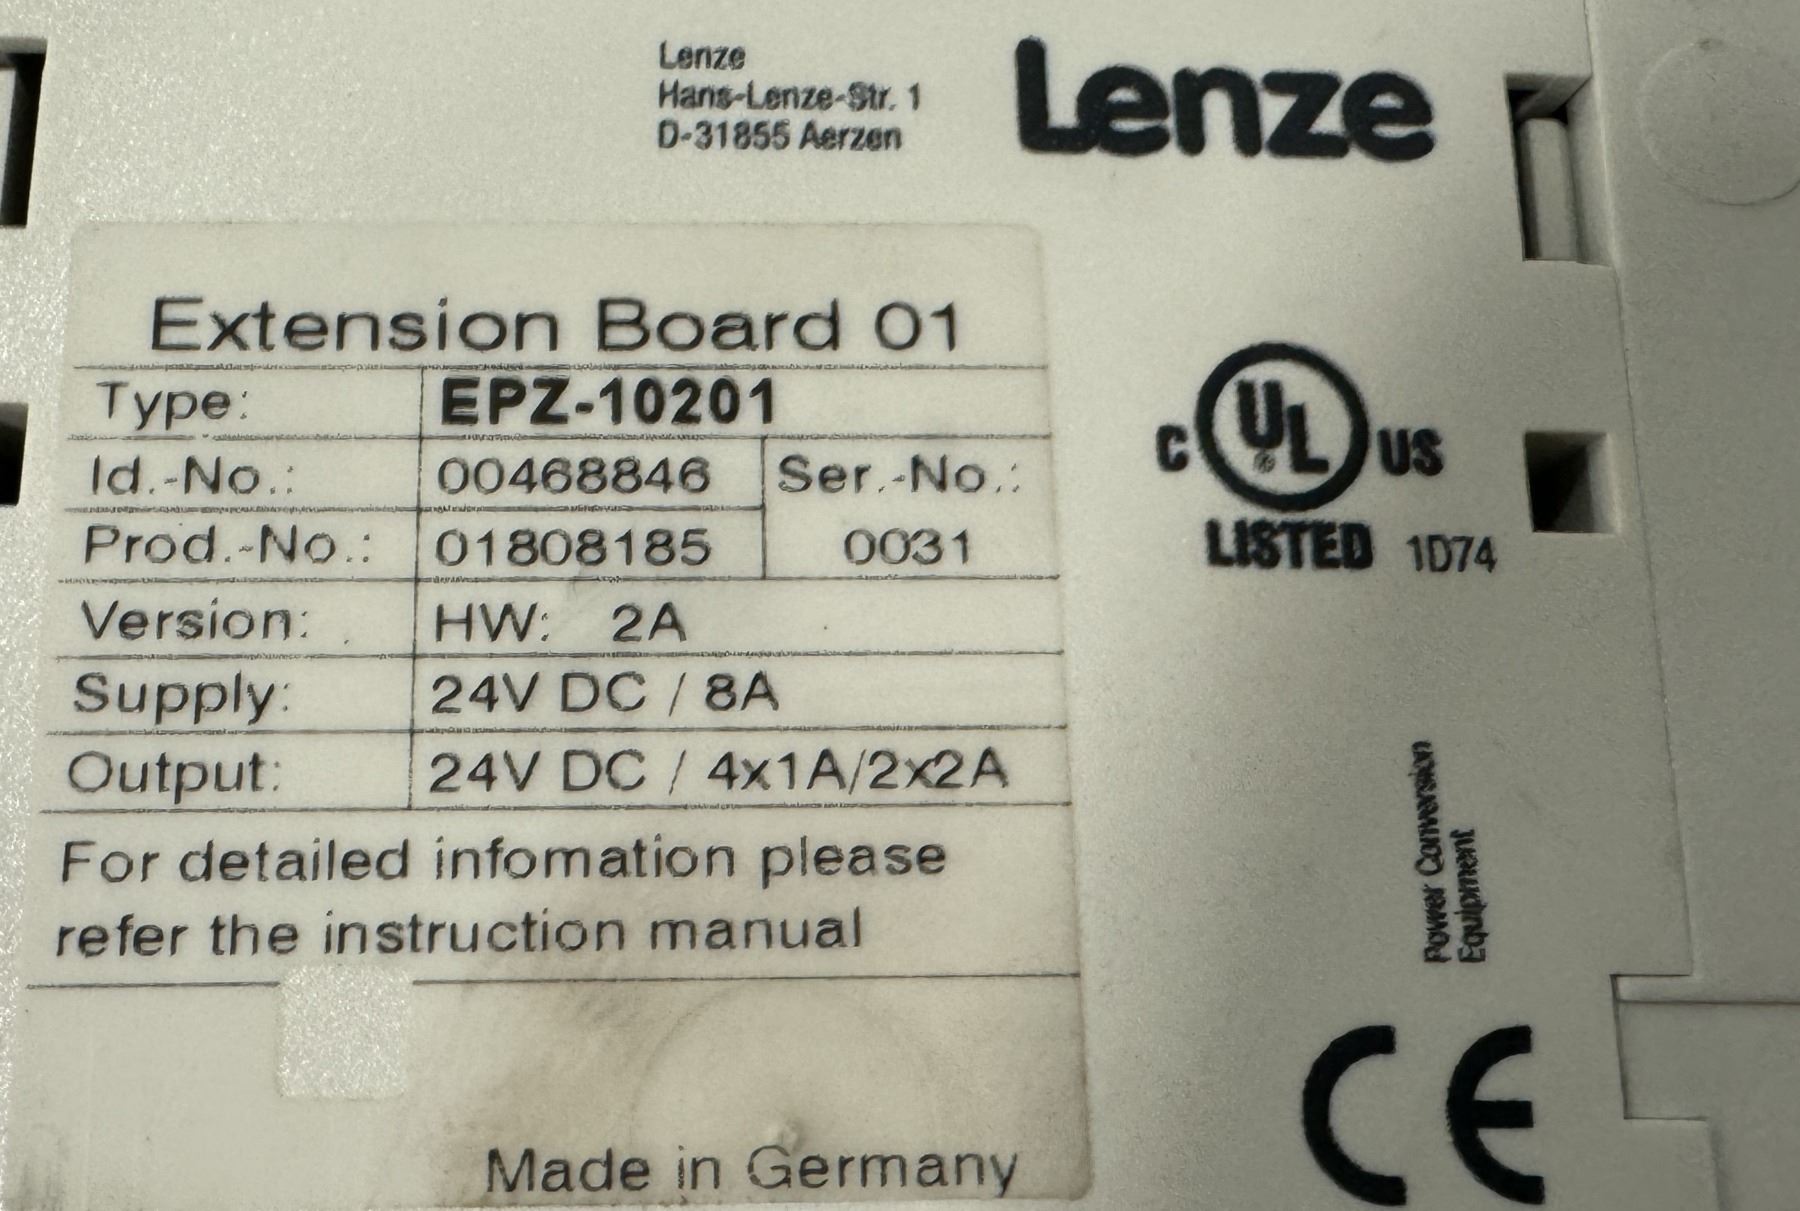 Lenze
Hans-Lenze-Str. 1
D-31855 Aerzen
Lenze
Extension Board 01
Type: EPZ-10201
Id.-No.: 00468846 Ser.-No.:
Prod.-No.: 01808185 0031
Version: HW: 2A
Supply: 24V DC / 8A
Output: 24V DC / 4x1A/2x2A
For detailed infomation please
refer the instruction manual
Made in Germany
C UL® US
LISTED 1D74
Power Conversion
Equipment
CE